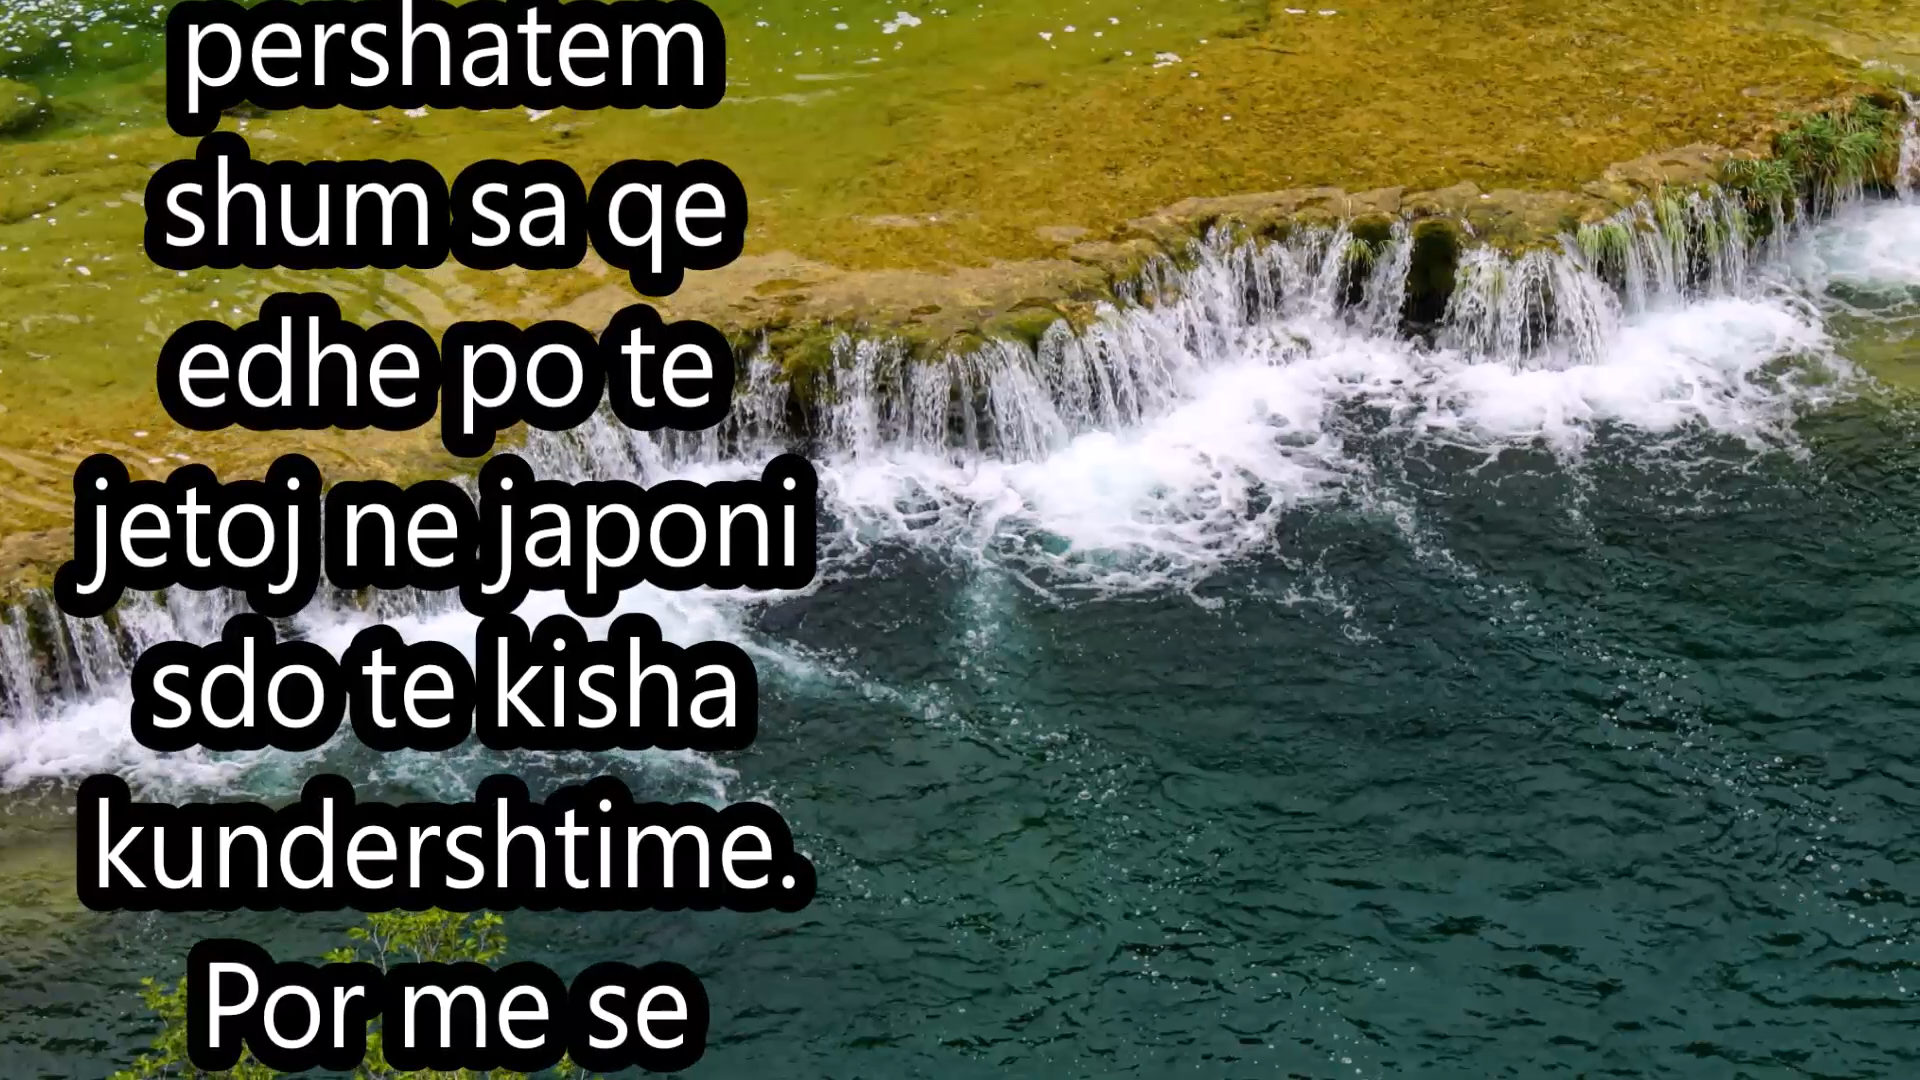 pershatem
shum sa qe
edhe po te
jetoj ne japoni
sdo te kisha
kundershtime.
Por me se